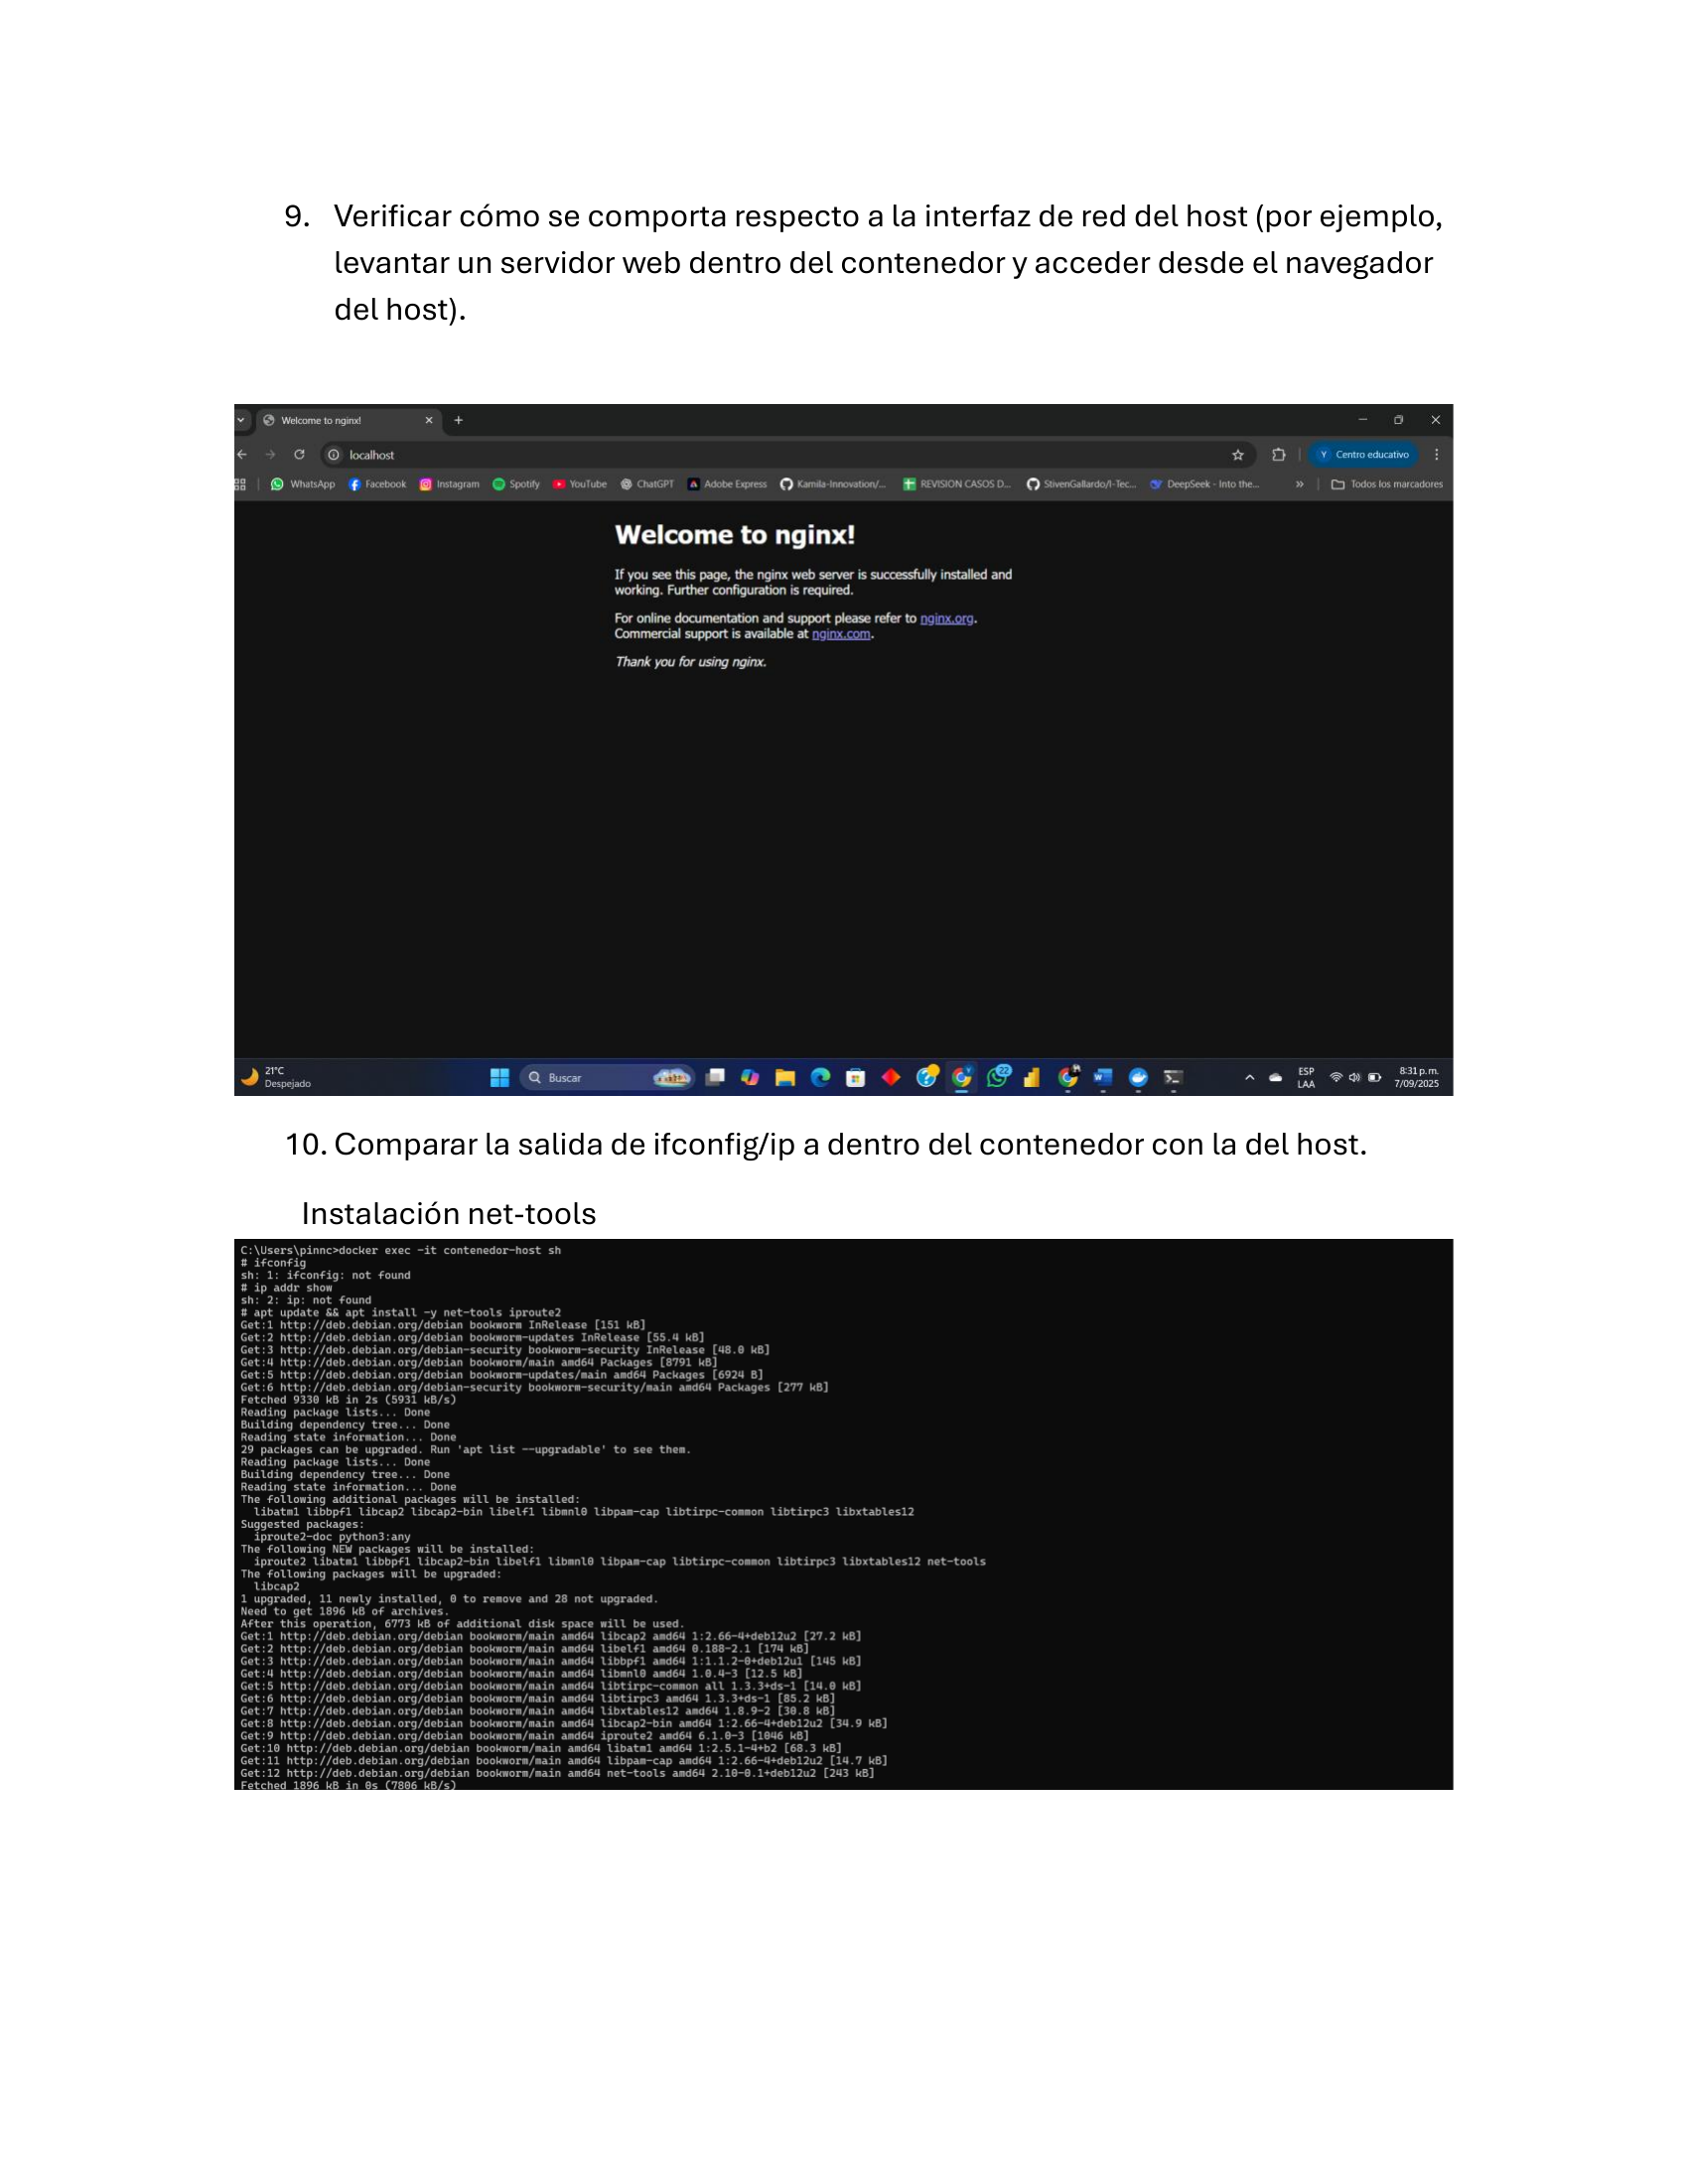 9. Verificar cómo se comporta respecto a la interfaz de red del host (por ejemplo,
levantar un servidor web dentro del contenedor y acceder desde el navegador
del host).
Welcome to nginx!
localhost
Y Centro educativo
WhatsApp Facebook Instagram Spotify YouTube ChatGPT Adobe Express Kamila-Innovation/... REVISION CASOS D... StivenGallardo/I-Tec... DeepSeek - Into the... » Todos los marcadores
Welcome to nginx!
If you see this page, the nginx web server is successfully installed and
working. Further configuration is required.
For online documentation and support please refer to nginx.org.
Commercial support is available at nginx.com.
Thank you for using nginx.
21°C
Despejado
Buscar
22
ESP
LAA
8:31 p. m.
7/09/2025
10. Comparar la salida de ifconfig/ip a dentro del contenedor con la del host.
Instalación net-tools
C:\Users\pinnc>docker exec -it contenedor-host sh
# ifconfig
sh: 1: ifconfig: not found
# ip addr show
sh: 2: ip: not found
# apt update && apt install -y net-tools iproute2
Get:1 http://deb.debian.org/debian bookworm InRelease [151 kB]
Get:2 http://deb.debian.org/debian bookworm-updates InRelease [55.4 kB]
Get:3 http://deb.debian.org/debian-security bookworm-security InRelease [48.0 kB]
Get:4 http://deb.debian.org/debian bookworm/main amd64 Packages [8791 kB]
Get:5 http://deb.debian.org/debian bookworm-updates/main amd64 Packages [6924 B]
Get:6 http://deb.debian.org/debian-security bookworm-security/main amd64 Packages [277 kB]
Fetched 9330 kB in 2s (5931 kB/s)
Reading package lists... Done
Building dependency tree... Done
Reading state information... Done
29 packages can be upgraded. Run 'apt list --upgradable' to see them.
Reading package lists... Done
Building dependency tree... Done
Reading state information... Done
The following additional packages will be installed:
libatm1 libbpf1 libcap2 libcap2-bin libelf1 libmnl0 libpam-cap libtirpc-common libtirpc3 libxtables12
Suggested packages:
iproute2-doc python3:any
The following NEW packages will be installed:
iproute2 libatm1 libbpf1 libcap2-bin libelf1 libmnl0 libpam-cap libtirpc-common libtirpc3 libxtables12 net-tools
The following packages will be upgraded:
libcap2
1 upgraded, 11 newly installed, 0 to remove and 28 not upgraded.
Need to get 1896 kB of archives.
After this operation, 6773 kB of additional disk space will be used.
Get:1 http://deb.debian.org/debian bookworm/main amd64 libcap2 amd64 1:2.66-4+deb12u2 [27.2 kB]
Get:2 http://deb.debian.org/debian bookworm/main amd64 libelf1 amd64 0.188-2.1 [174 kB]
Get:3 http://deb.debian.org/debian bookworm/main amd64 libbpf1 amd64 1:1.1.2-0+deb12u1 [145 kB]
Get:4 http://deb.debian.org/debian bookworm/main amd64 libmnl0 amd64 1.0.4-3 [12.5 kB]
Get:5 http://deb.debian.org/debian bookworm/main amd64 libtirpc-common all 1.3.3+ds-1 [14.0 kB]
Get:6 http://deb.debian.org/debian bookworm/main amd64 libtirpc3 amd64 1.3.3+ds-1 [85.2 kB]
Get:7 http://deb.debian.org/debian bookworm/main amd64 libxtables12 amd64 1.8.9-2 [30.8 kB]
Get:8 http://deb.debian.org/debian bookworm/main amd64 libcap2-bin amd64 1:2.66-4+deb12u2 [34.9 kB]
Get:9 http://deb.debian.org/debian bookworm/main amd64 iproute2 amd64 6.1.0-3 [1046 kB]
Get:10 http://deb.debian.org/debian bookworm/main amd64 libatm1 amd64 1:2.5.1-4+b2 [68.3 kB]
Get:11 http://deb.debian.org/debian bookworm/main amd64 libpam-cap amd64 1:2.66-4+deb12u2 [14.7 kB]
Get:12 http://deb.debian.org/debian bookworm/main amd64 net-tools amd64 2.10-0.1+deb12u2 [243 kB]
Fetched 1896 kB in 0s (7806 kB/s)